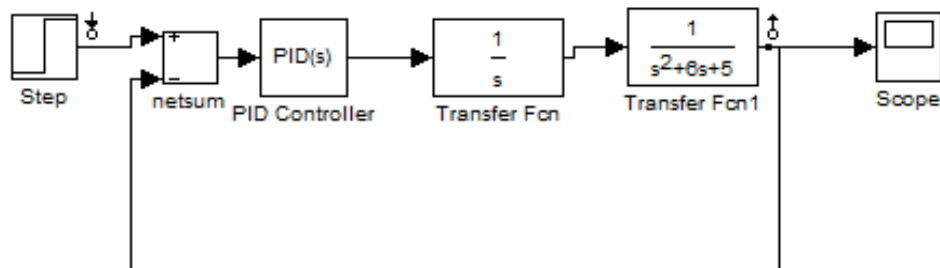 +
−
PID(s)
1
s
1
s²+6s+5
Step
netsum
PID Controller
Transfer Fcn
Transfer Fcn1
Scope